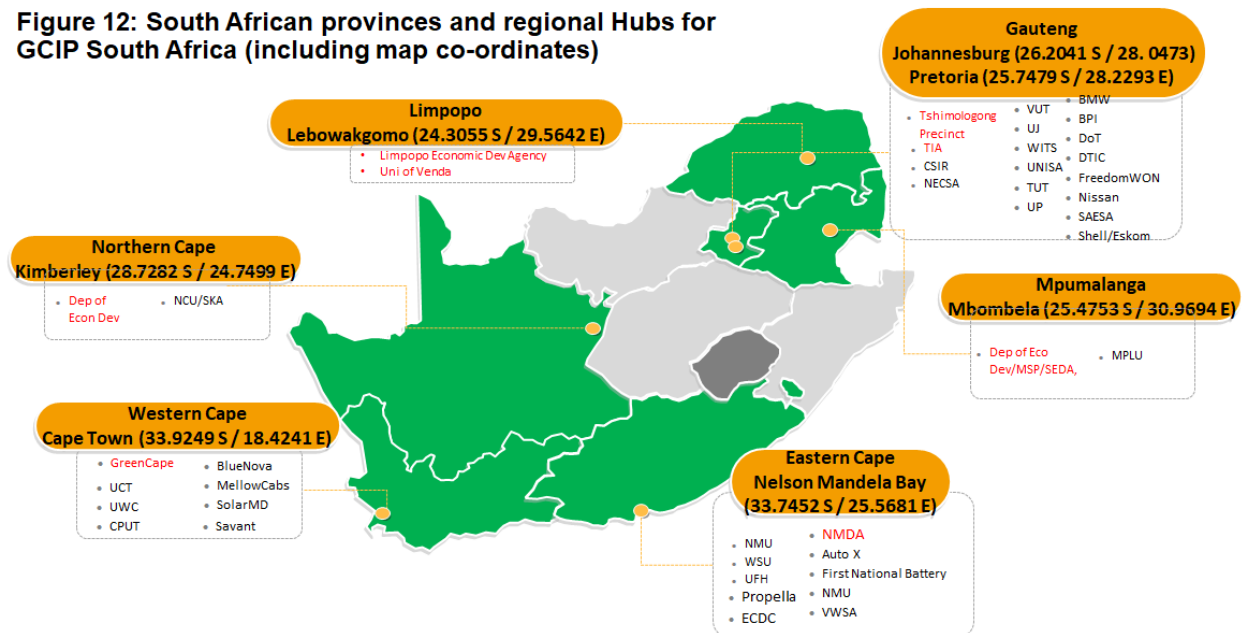 Figure 12: South African provinces and regional Hubs for
GCIP South Africa (including map co-ordinates)
Gauteng
Johannesburg (26.2041 S / 28. 0473)
Pretoria (25.7479 S / 28.2293 E)
Tshimologong
Precinct
TIA
CSIR
NECSA
VUT
UJ
WITS
UNISA
TUT
UP
BMW
BPI
DoT
DTIC
FreedomWON
Nissan
SAESA
Shell/Eskom
Limpopo
Lebowakgomo (24.3055 S / 29.5642 E)
Limpopo Economic Dev Agency
Uni of Venda
Northern Cape
Kimberley (28.7282 S / 24.7499 E)
Dep of
Econ Dev
NCU/SKA
Mpumalanga
Mbombela (25.4753 S / 30.9694 E)
Dep of Eco
Dev/MSP/SEDA,
MPLU
Western Cape
Cape Town (33.9249 S / 18.4241 E)
GreenCape
UCT
UWC
CPUT
BlueNova
MellowCabs
SolarMD
Savant
Eastern Cape
Nelson Mandela Bay
(33.7452 S / 25.5681 E)
NMU
WSU
UFH
Propella
ECDC
NMDA
Auto X
First National Battery
NMU
VWSA